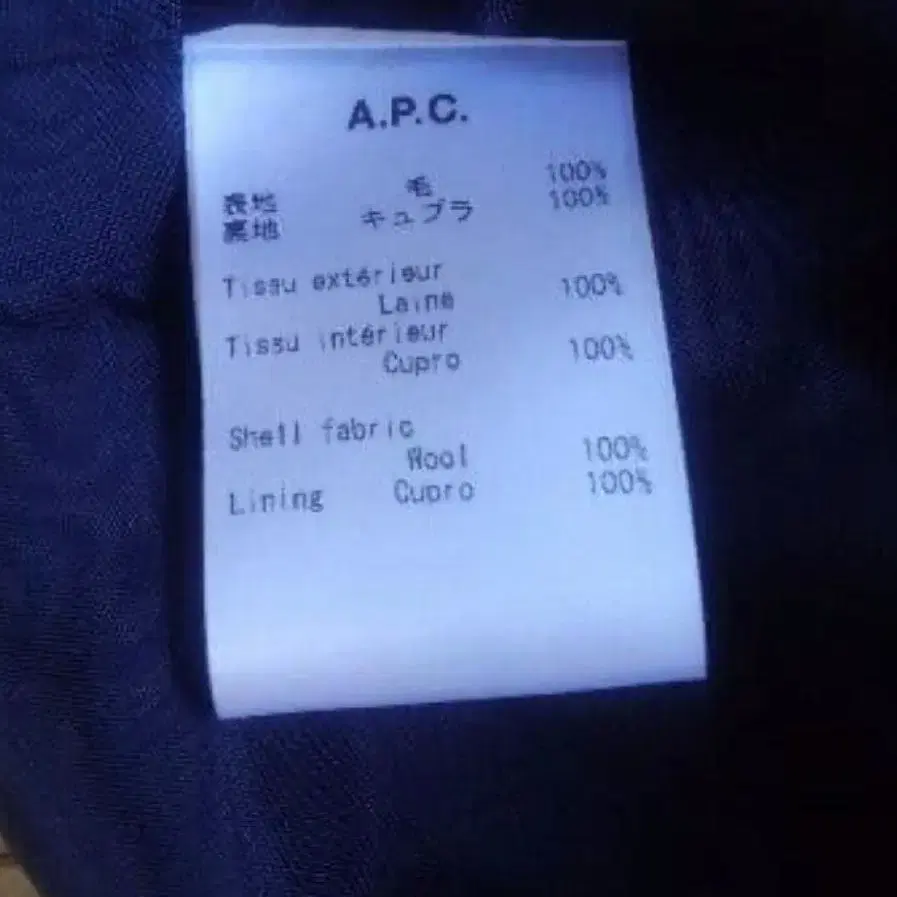 A.P.C.
表地 毛 100%
裏地 キュプラ 100%
Tissu extérieur
Laine 100%
Tissu intérieur
Cupro 100%
Shell fabric
Wool 100%
Lining Cupro 100%